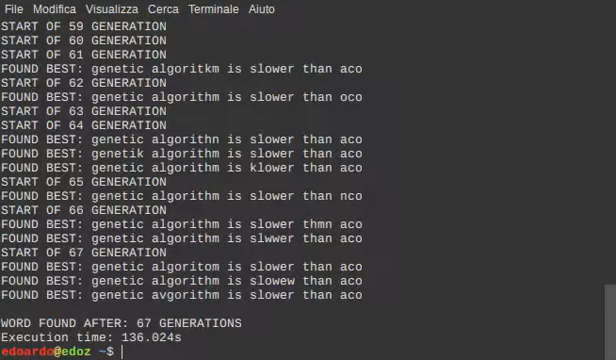 File Modifica Visualizza Cerca Terminale Aiuto
START OF 59 GENERATION
START OF 60 GENERATION
START OF 61 GENERATION
FOUND BEST: genetic algoritkm is slower than aco
START OF 62 GENERATION
FOUND BEST: genetic algorithm is slower than oco
START OF 63 GENERATION
START OF 64 GENERATION
FOUND BEST: genetic algorithn is slower than aco
FOUND BEST: genetik algorithm is slower than aco
FOUND BEST: genetic algorithm is klower than aco
START OF 65 GENERATION
FOUND BEST: genetic algorithm is slower than nco
START OF 66 GENERATION
FOUND BEST: genetic algorithm is slower thmn aco
FOUND BEST: genetic algorithm is slwwer than aco
START OF 67 GENERATION
FOUND BEST: genetic algoritom is slower than aco
FOUND BEST: genetic algorithm is slowew than aco
FOUND BEST: genetic avgorithm is slower than aco
WORD FOUND AFTER: 67 GENERATIONS
Execution time: 136.024s
edoardo@edoz ~$